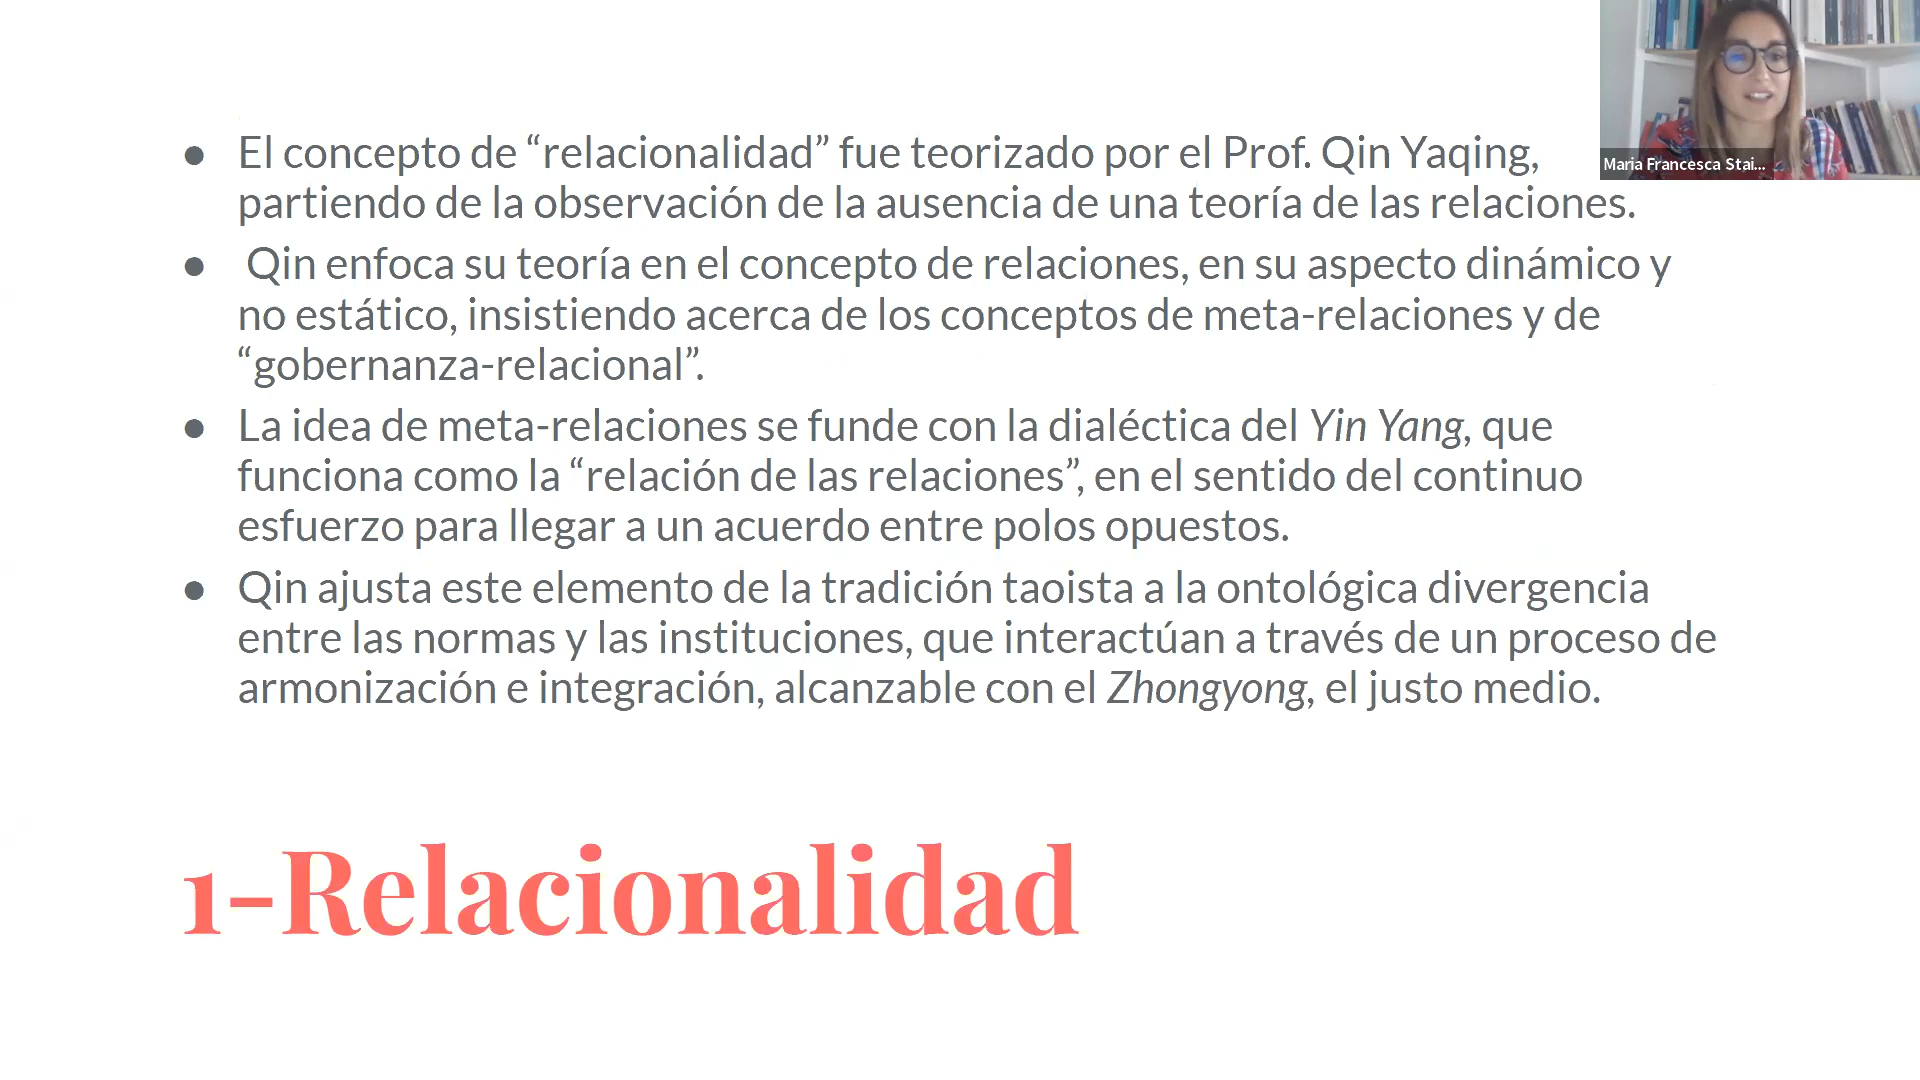 ● El concepto de “relacionalidad” fue teorizado por el Prof. Qin Yaqing,
partiendo de la observación de la ausencia de una teoría de las relaciones.
● Qin enfoca su teoría en el concepto de relaciones, en su aspecto dinámico y
no estático, insistiendo acerca de los conceptos de meta-relaciones y de
“gobernanza-relacional”.
● La idea de meta-relaciones se funde con la dialéctica del Yin Yang, que
funciona como la “relación de las relaciones”, en el sentido del continuo
esfuerzo para llegar a un acuerdo entre polos opuestos.
● Qin ajusta este elemento de la tradición taoista a la ontológica divergencia
entre las normas y las instituciones, que interactúan a través de un proceso de
armonización e integración, alcanzable con el Zhongyong, el justo medio.
1-Relacionalidad
Maria Francesca Stai...